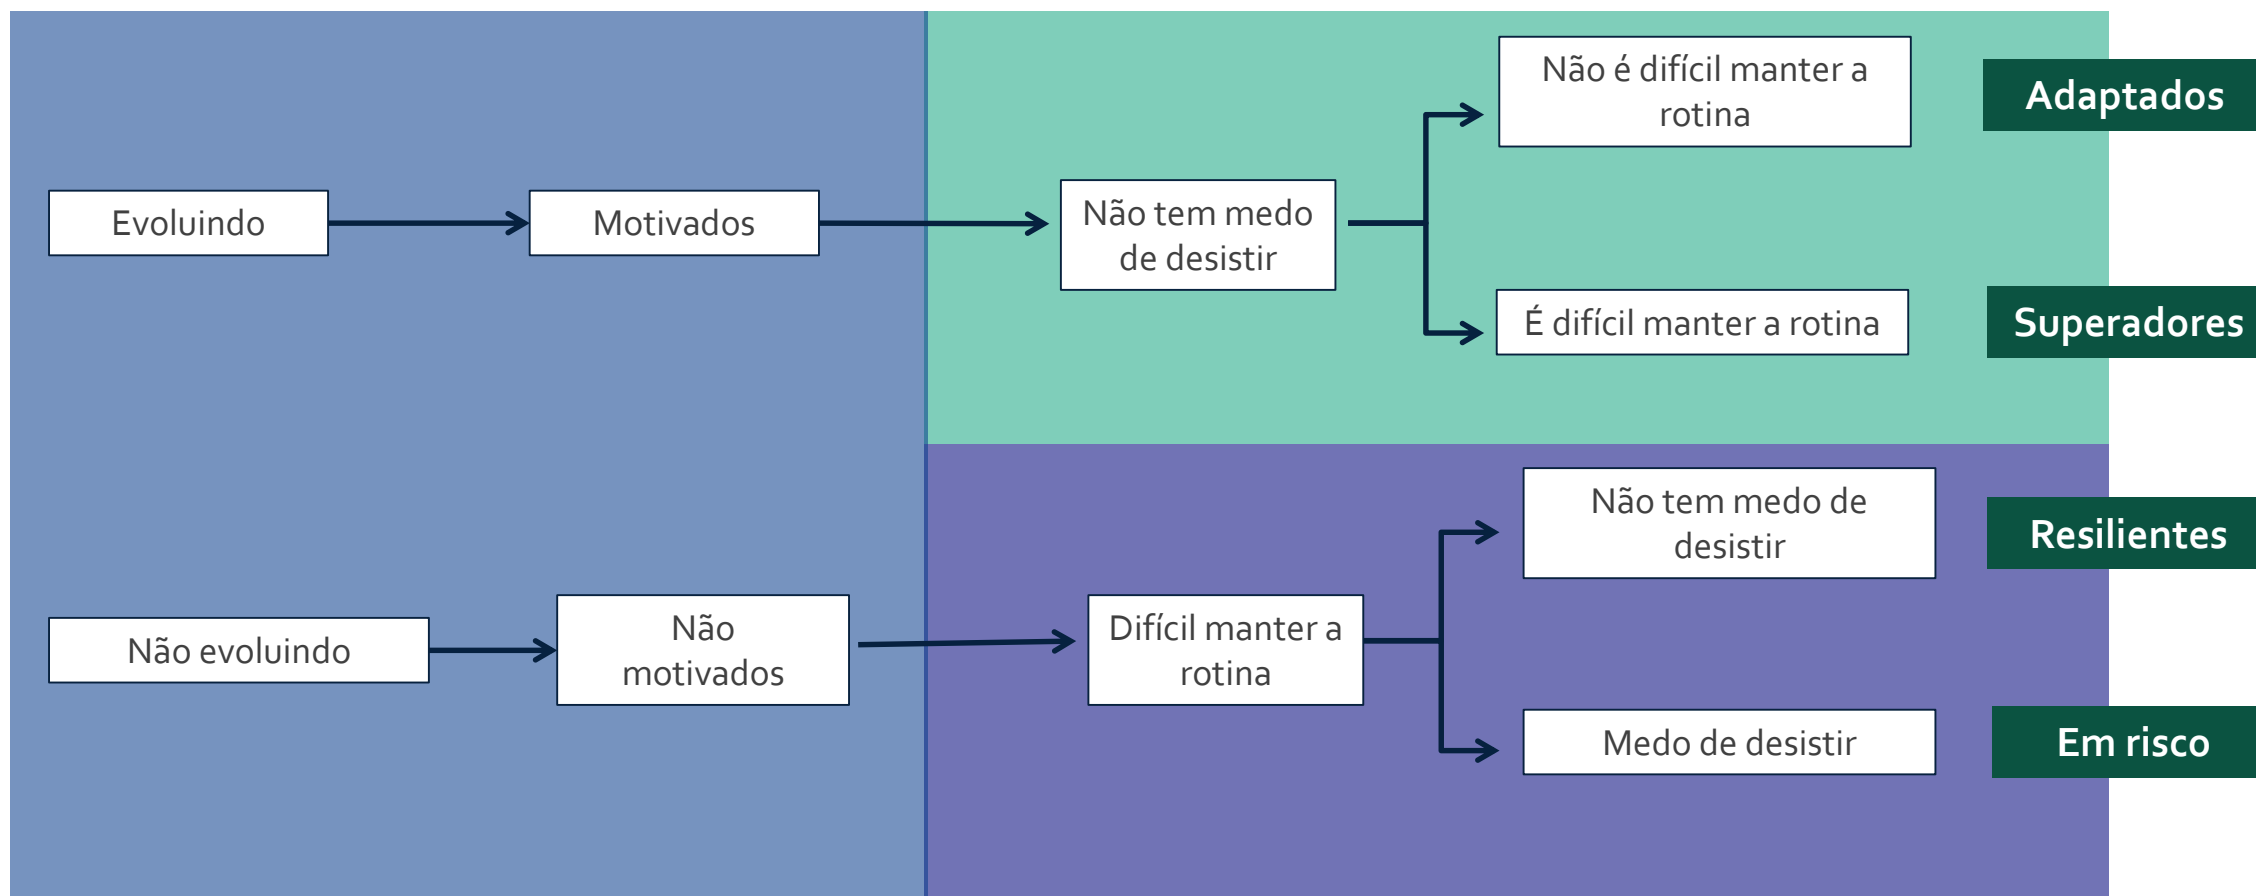 Evoluindo
Motivados
Não tem medo
de desistir
Não é difícil manter a
rotina
Adaptados
É difícil manter a rotina
Superadores
Não evoluindo
Não
motivados
Difícil manter a
rotina
Não tem medo de
desistir
Resilientes
Medo de desistir
Em risco